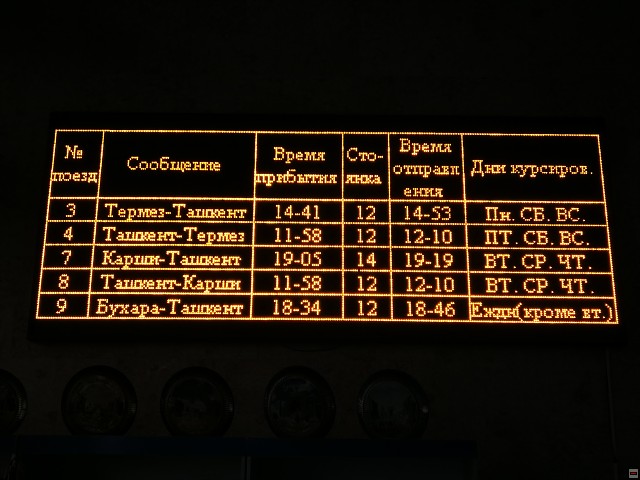 № поезд Сообщение Время прибытия Сто-янка Время отправления Дни курсиров.
3 Термез-Ташкент 14-41 12 14-53 Пн. СБ. ВС.
4 Ташкент-Термез 11-58 12 12-10 ПТ. СБ. ВС.
7 Карши-Ташкент 19-05 14 19-19 ВТ. СР. ЧТ.
8 Ташкент-Карши 11-58 12 12-10 ВТ. СР. ЧТ.
9 Бухара-Ташкент 18-34 12 18-46 Ежди(кроме вт.)